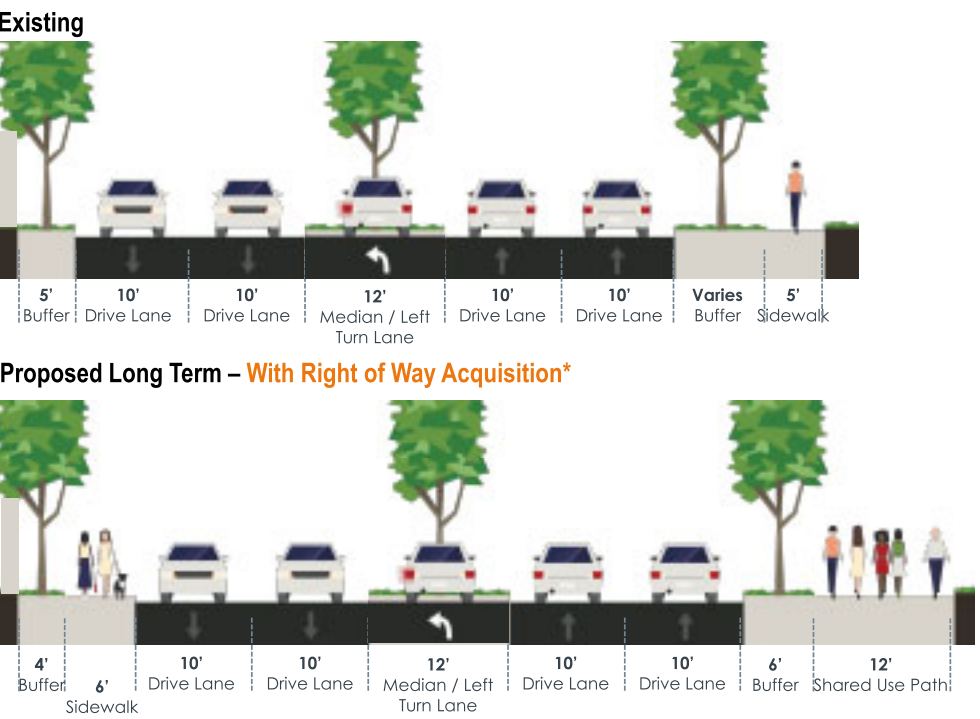 Existing
5’ 10’ 10’ 12’ 10’ 10’ Varies 5’
Buffer Drive Lane Drive Lane Median / Left Drive Lane Drive Lane Buffer Sidewalk
Turn Lane
Proposed Long Term – With Right of Way Acquisition*
4’ 10’ 10’ 12’ 10’ 10’ 6’ 12’
Buffer 6’ Drive Lane Drive Lane Median / Left Drive Lane Drive Lane Buffer Shared Use Path
Sidewalk Turn Lane